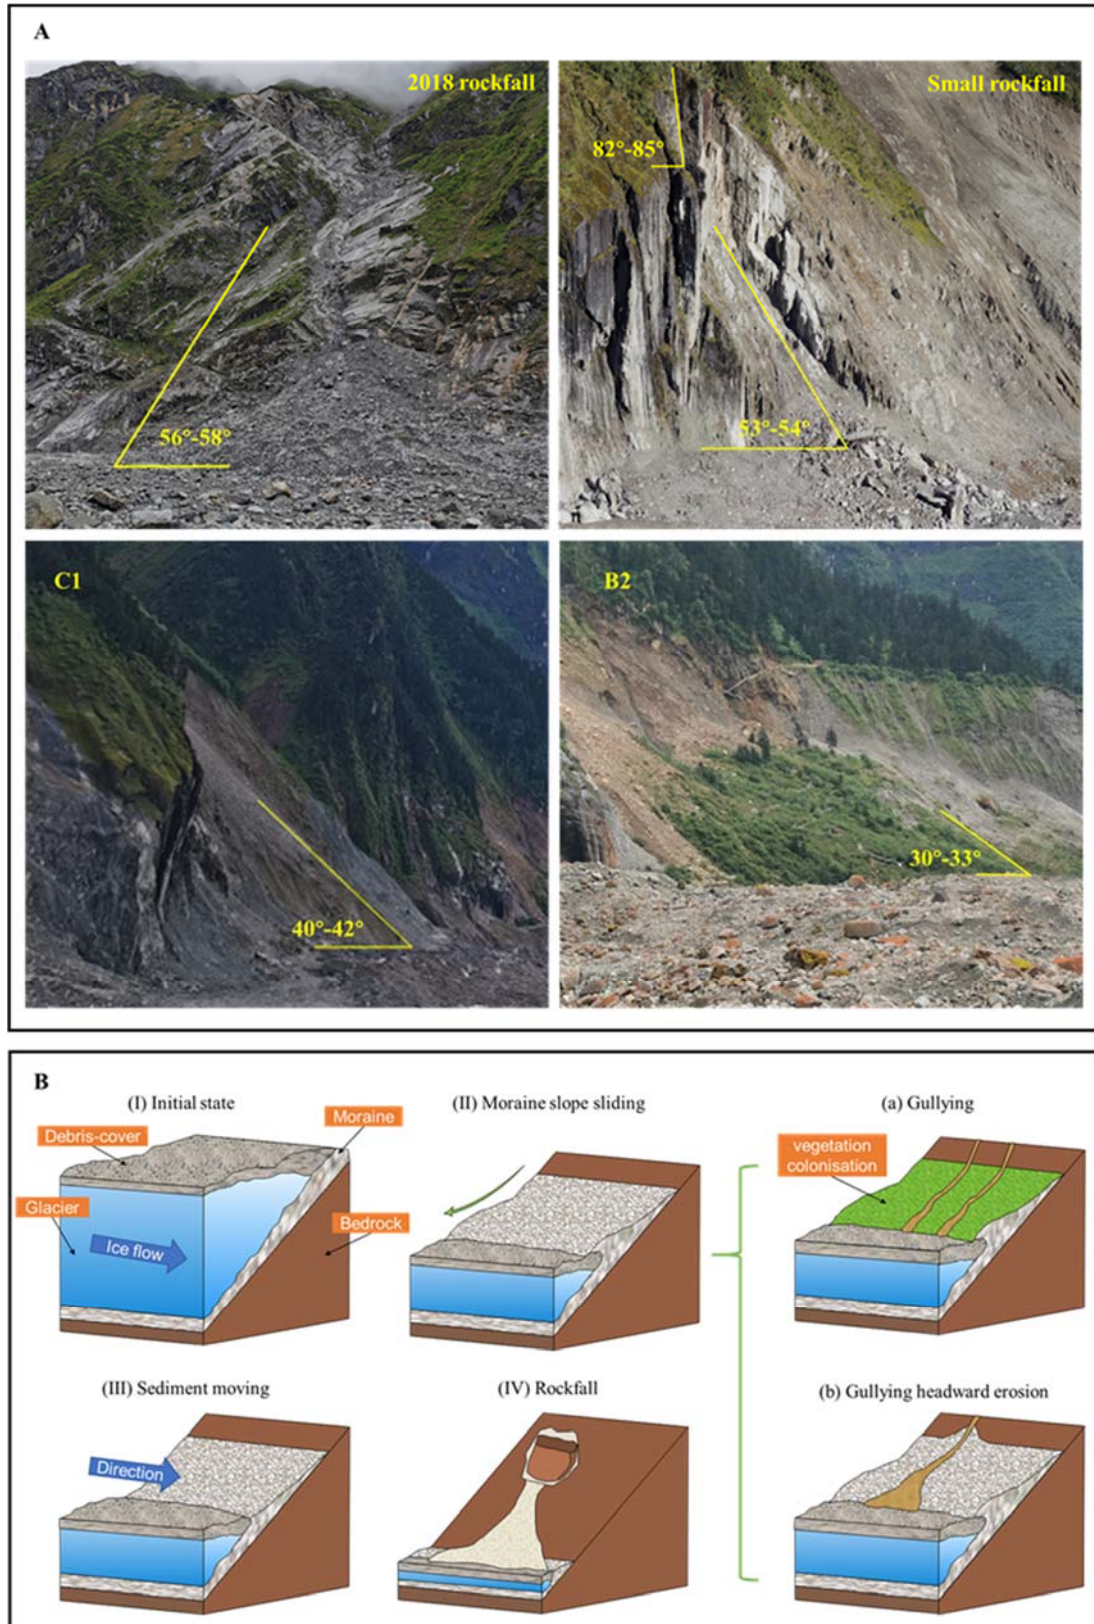 A
2018 rockfall
56°-58°
Small rockfall
82°-85°
53°-54°
C1
40°-42°
B2
30°-33°
B
(I) Initial state
Debris-cover
Moraine
Glacier
Ice flow
Bedrock
(II) Moraine slope sliding
(a) Gullying
vegetation
colonisation
(III) Sediment moving
Direction
(IV) Rockfall
(b) Gullying headward erosion